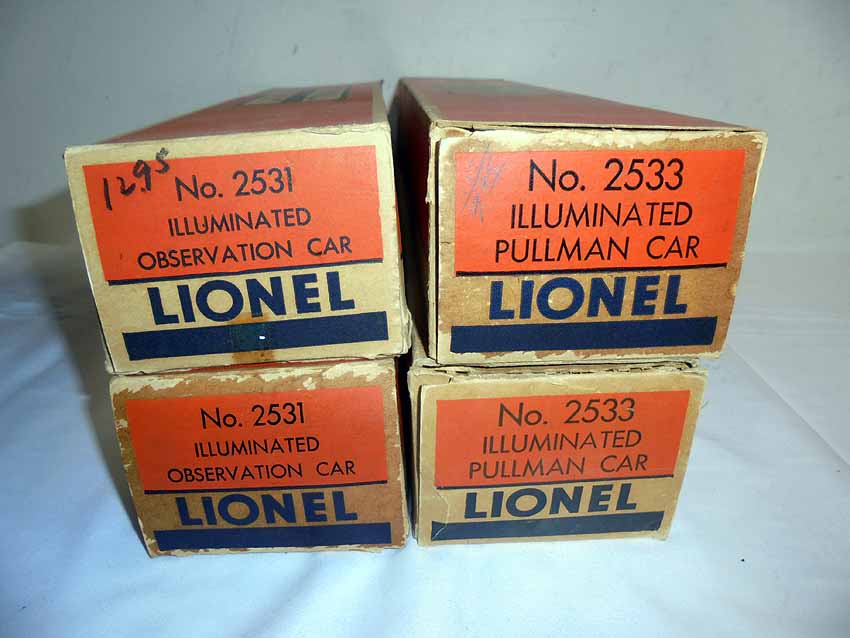 12.95
No. 2531
ILLUMINATED
OBSERVATION CAR
LIONEL
No. 2533
ILLUMINATED
PULLMAN CAR
LIONEL
No. 2531
ILLUMINATED
OBSERVATION CAR
LIONEL
No. 2533
ILLUMINATED
PULLMAN CAR
LIONEL